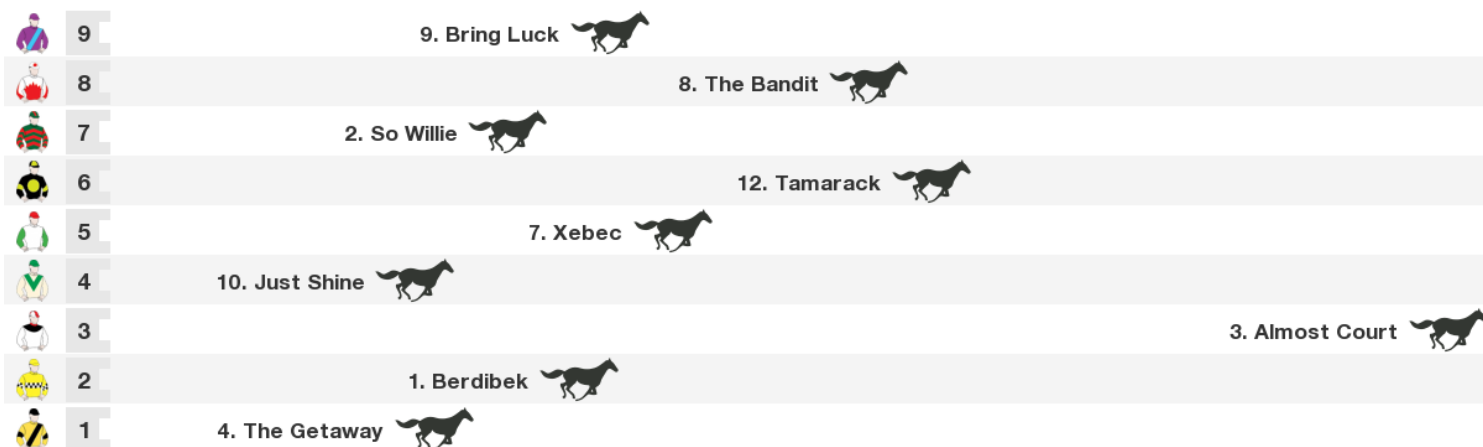 9 9. Bring Luck
8 8. The Bandit
7 2. So Willie
6 12. Tamarack
5 7. Xebec
4 10. Just Shine
3 3. Almost Court
2 1. Berdibek
1 4. The Getaway